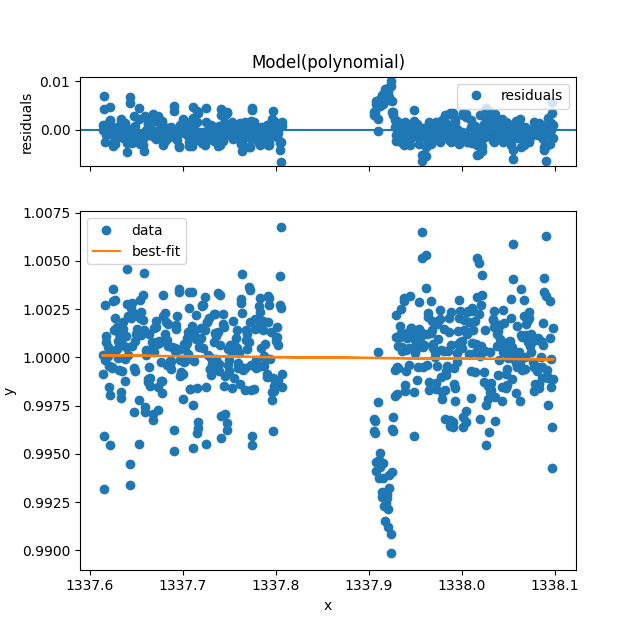 Model(polynomial)
0.01
0.00
residuals
residuals
1.0075
1.0050
1.0025
1.0000
0.9975
0.9950
0.9925
0.9900
y
data
best-fit
1337.6 1337.7 1337.8 1337.9 1338.0 1338.1
x